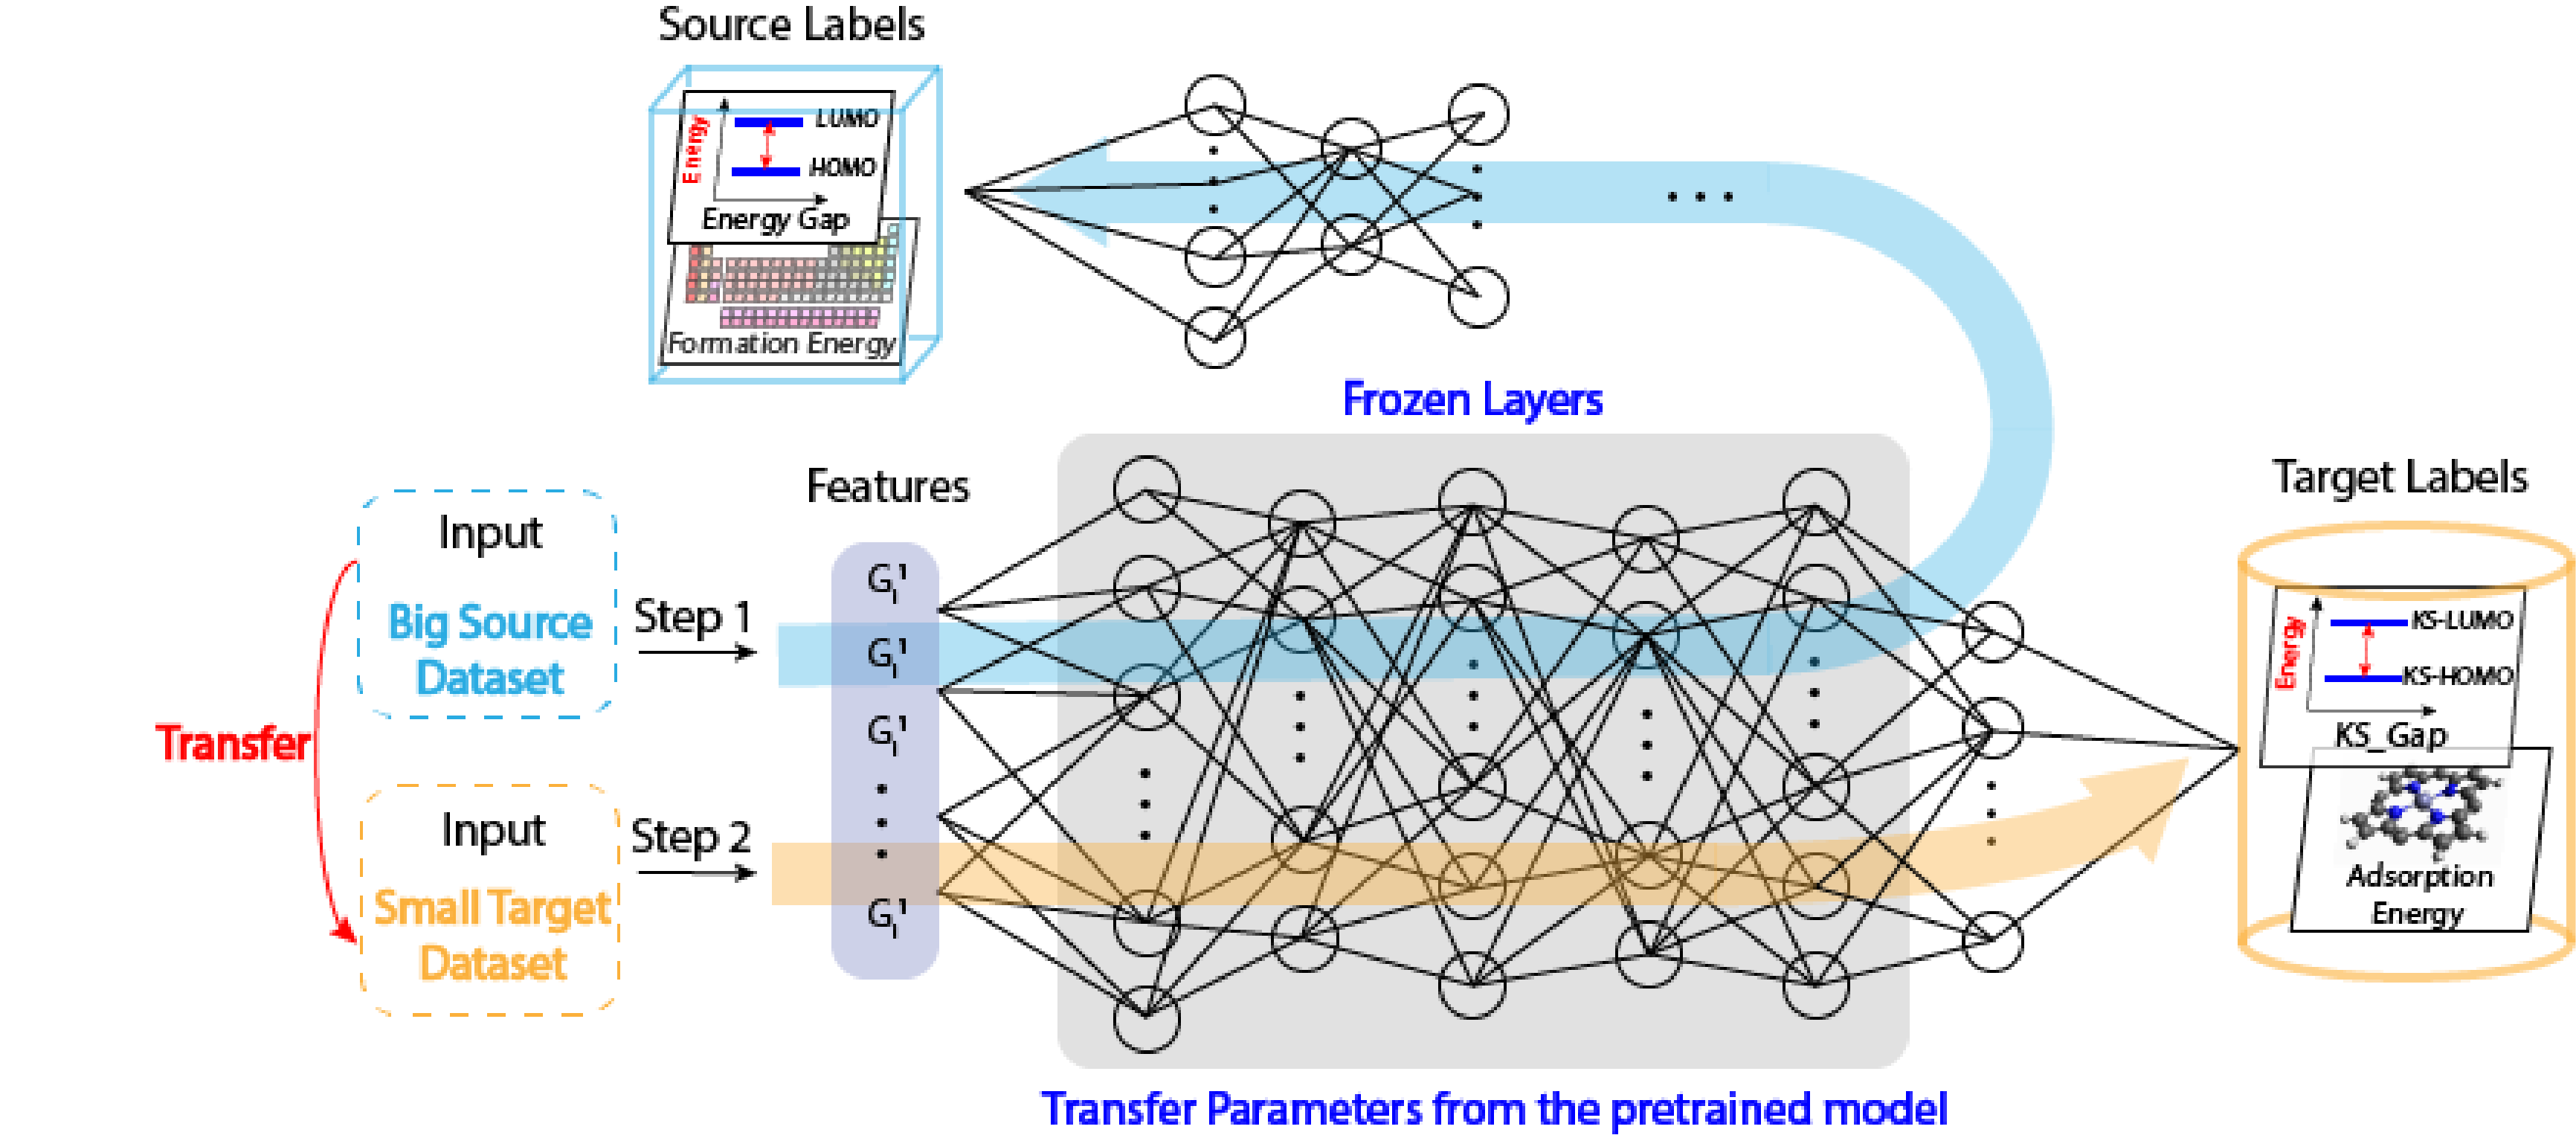 Source Labels
Energy
LUMO
HOMO
Energy Gap
Formation Energy
Frozen Layers
Features
Input
Big Source
Dataset
Step 1
Transfer
Input
Small Target
Dataset
Step 2
G_i^1
G_i^1
G_i^1
G_i^1
Target Labels
Energy
KS-LUMO
KS-HOMO
KS_Gap
Adsorption
Energy
Transfer Parameters from the pretrained model